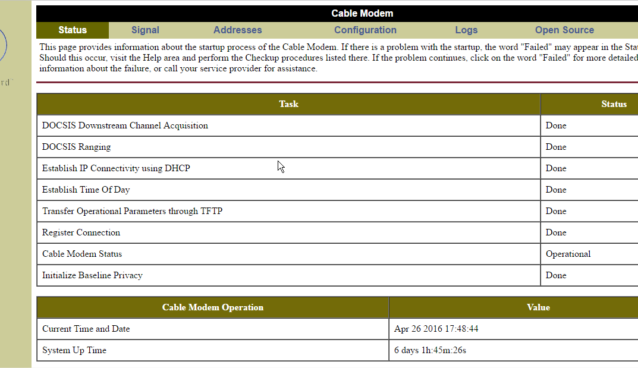 Cable Modem
Status Signal Addresses Configuration Logs Open Source
This page provides information about the startup process of the Cable Modem. If there is a problem with the startup, the word "Failed" may appear in the Sta
Should this occur, visit the Help area and perform the Checkup procedures listed there. If the problem continues, click on the word "Failed" for more detailed
information about the failure, or call your service provider for assistance.
rd
Task Status
DOCSIS Downstream Channel Acquisition Done
DOCSIS Ranging Done
Establish IP Connectivity using DHCP Done
Establish Time Of Day Done
Transfer Operational Parameters through TFTP Done
Register Connection Done
Cable Modem Status Operational
Initialize Baseline Privacy Done
Cable Modem Operation Value
Current Time and Date Apr 26 2016 17:48:44
System Up Time 6 days 1h:45m:26s